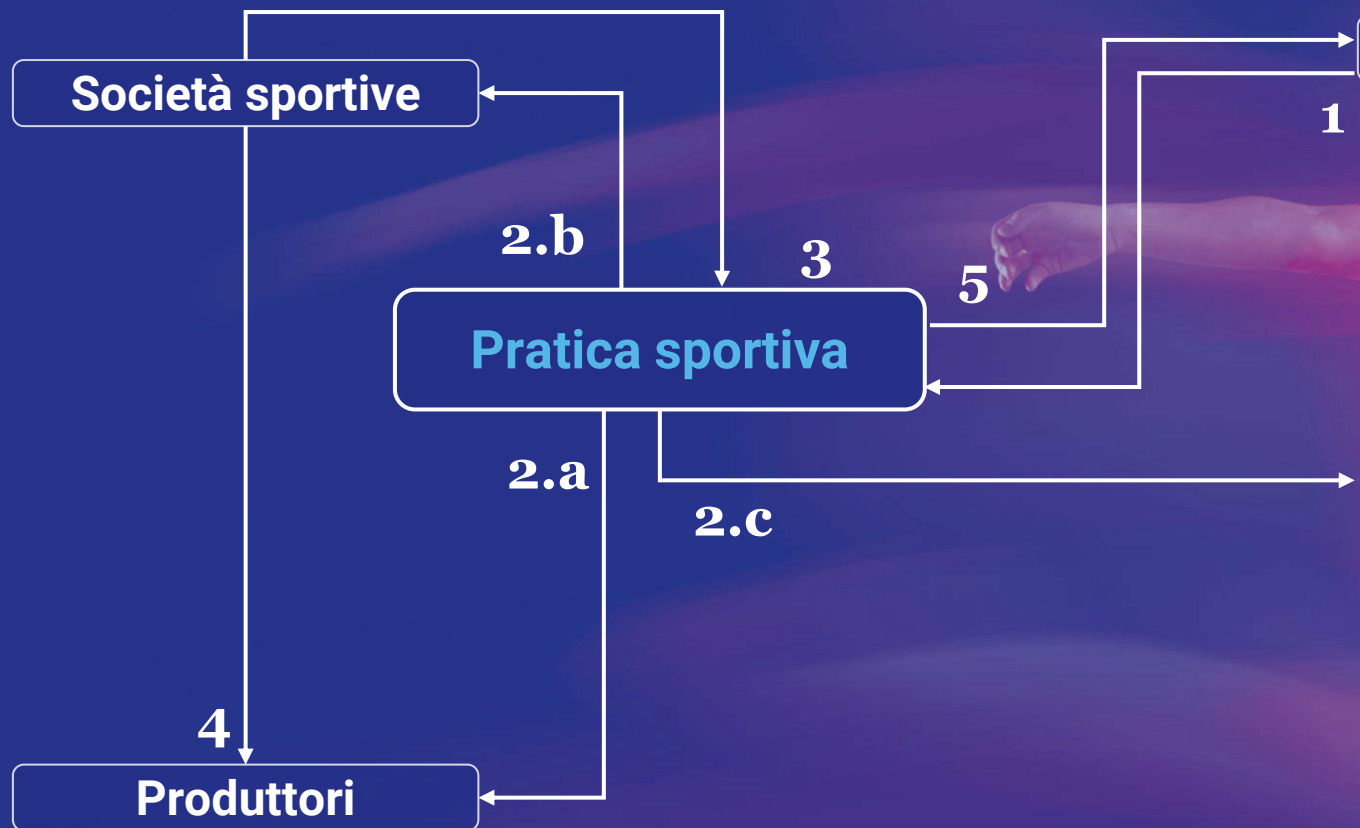 Società sportive
1
2.b
3
5
Pratica sportiva
2.a
2.c
4
Produttori